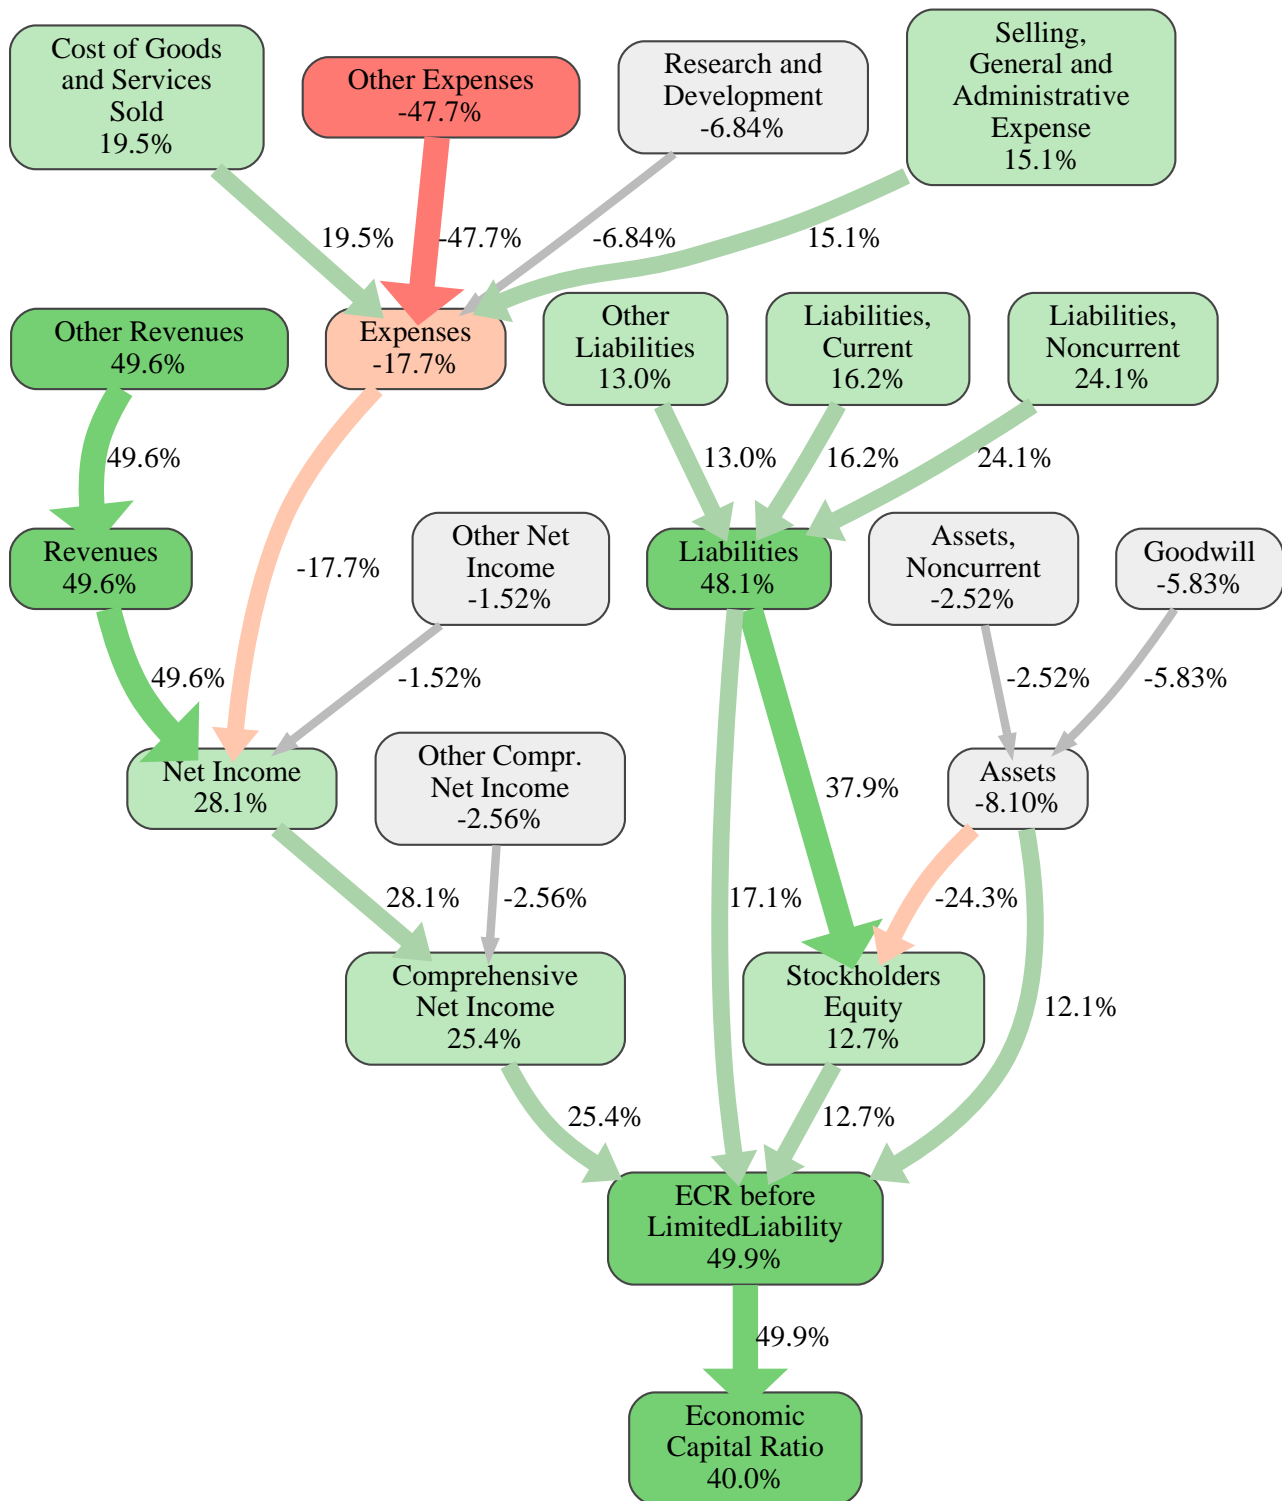 Cost of Goods
and Services
Sold
19.5%
Other Expenses
-47.7%
Research and
Development
-6.84%
Selling,
General and
Administrative
Expense
15.1%
19.5%
-47.7%
-6.84%
15.1%
Other Revenues
49.6%
Expenses
-17.7%
Other
Liabilities
13.0%
Liabilities,
Current
16.2%
Liabilities,
Noncurrent
24.1%
49.6%
13.0%
16.2%
24.1%
Revenues
49.6%
-17.7%
Other Net
Income
-1.52%
Liabilities
48.1%
Assets,
Noncurrent
-2.52%
Goodwill
-5.83%
49.6%
-1.52%
-2.52%
-5.83%
Net Income
28.1%
Other Compr.
Net Income
-2.56%
37.9%
Assets
-8.10%
28.1%
-2.56%
17.1%
-24.3%
Comprehensive
Net Income
25.4%
Stockholders
Equity
12.7%
12.1%
25.4%
12.7%
ECR before
LimitedLiability
49.9%
49.9%
Economic
Capital Ratio
40.0%